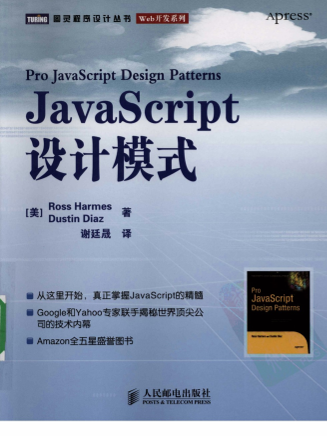 TURING 图灵程序设计丛书 Web开发系列
Apress®
Pro JavaScript Design Patterns
JavaScript
设计模式
[美] Ross Harmes
Dustin Diaz 著
谢廷晟 译
从这里开始，真正掌握JavaScript的精髓
Google和Yahoo专家联手揭秘世界顶尖公
司的技术内幕
Amazon全五星盛誉图书
Pro
JavaScript
Design Patterns
人民邮电出版社
POSTS & TELECOM PRESS